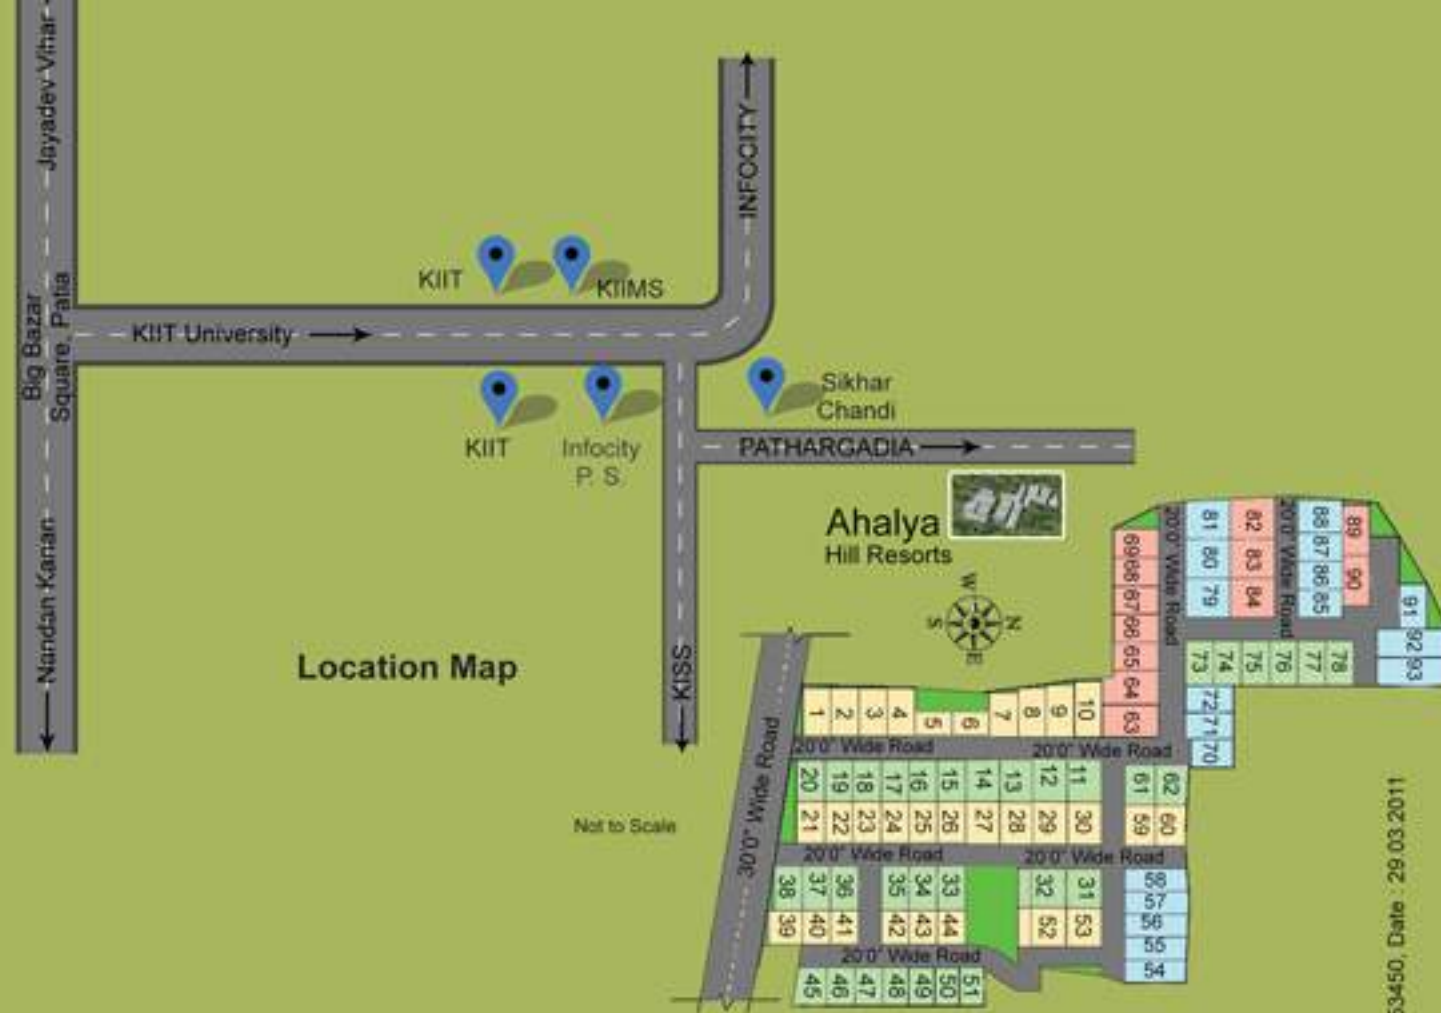 Jayadev Vihar
Big Bazar
Square, Patia
Nandan Kanan
KIIT University
INFOCITY
KIIT
KIIMS
KIIT
Infocity
P. S.
Sikhar
Chandi
PATHARGADIA
KISS
Ahalya
Hill Resorts
W
S
N
E
Location Map
Not to Scale
30'0" Wide Road
1 2 3 4 5 6 7 8 9 10
20'0" Wide Road 20'0" Wide Road
20 19 18 17 16 15 14 13 12 11
21 22 23 24 25 26 27 28 29 30
61 62
59 60
20'0" Wide Road 20'0" Wide Road
38 37 36 35 34 33 32 31
39 40 41 42 43 44 52 53
20'0" Wide Road
45 46 47 48 49 50 51
58
57
56
55
54
69 68 67 66 65 64 63
20'0" Wide Road
81 80 79
82 83 84
20'0" Wide Road
88 87 86 85
89 90
91
92
93
73 74 75 76 77 78
72
71
70
53450, Date : 29.03.2011